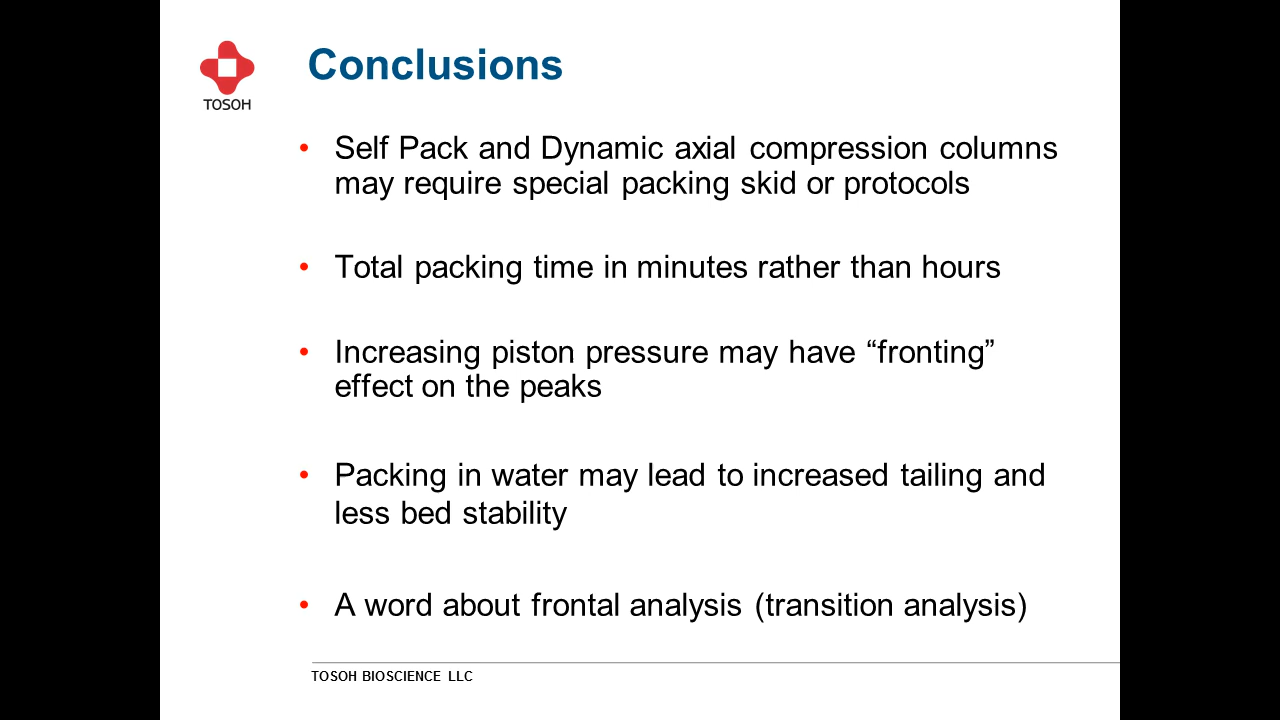 TOSOH
Conclusions
• Self Pack and Dynamic axial compression columns
may require special packing skid or protocols
• Total packing time in minutes rather than hours
• Increasing piston pressure may have “fronting”
effect on the peaks
• Packing in water may lead to increased tailing and
less bed stability
• A word about frontal analysis (transition analysis)
TOSOH BIOSCIENCE LLC